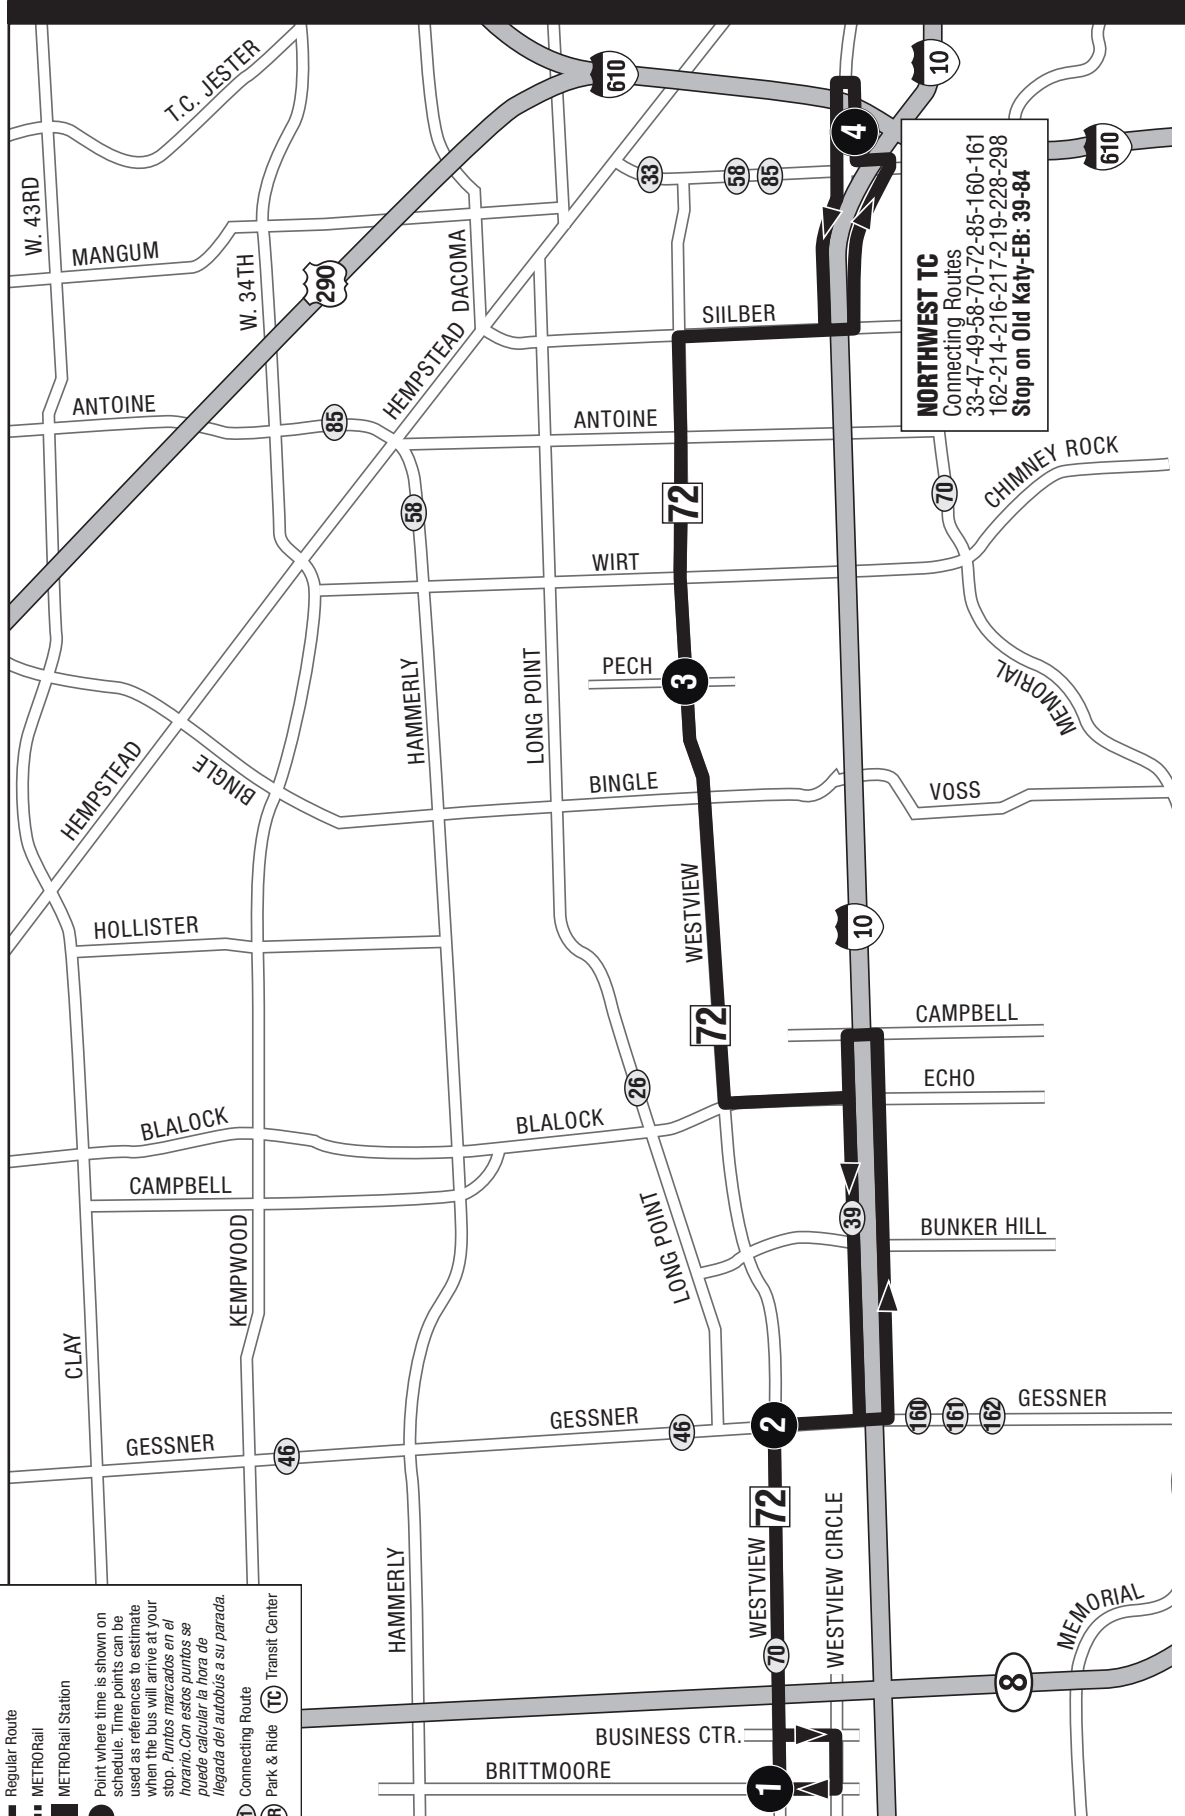 Regular Route
METRORail
METRORail Station
Point where time is shown on
schedule. Time points can be
used as references to estimate
when the bus will arrive at your
stop. Puntos marcados en el
horario.Con estos puntos se
puede calcular la hora de
llegada del autobús a su parada.
Connecting Route
Park & Ride
TC
Transit Center
T.C. JESTER
W. 43RD
MANGUM
W. 34TH
290
610
10
DACOMA
HEMPSTEAD
ANTOINE
85
58
33
58
85
4
610
NORTHWEST TC
Connecting Routes
33-47-49-58-70-72-85-160-161
162-214-216-217-219-228-298
Stop on Old Katy-EB: 39-84
SIILBER
ANTOINE
72
70
CHIMNEY ROCK
WIRT
PECH
3
MEMORIAL
HAMMERLY
LONG POINT
HEMPSTEAD
BINGLE
BINGLE
VOSS
HOLLISTER
WESTVIEW
10
72
CAMPBELL
ECHO
26
BLALOCK
BLALOCK
CAMPBELL
LONG POINT
39
BUNKER HILL
KEMPWOOD
CLAY
GESSNER
46
GESSNER
46
2
160
161
162
GESSNER
72
HAMMERLY
WESTVIEW
WESTVIEW CIRCLE
70
MEMORIAL
8
BUSINESS CTR.
BRITTMOORE
1